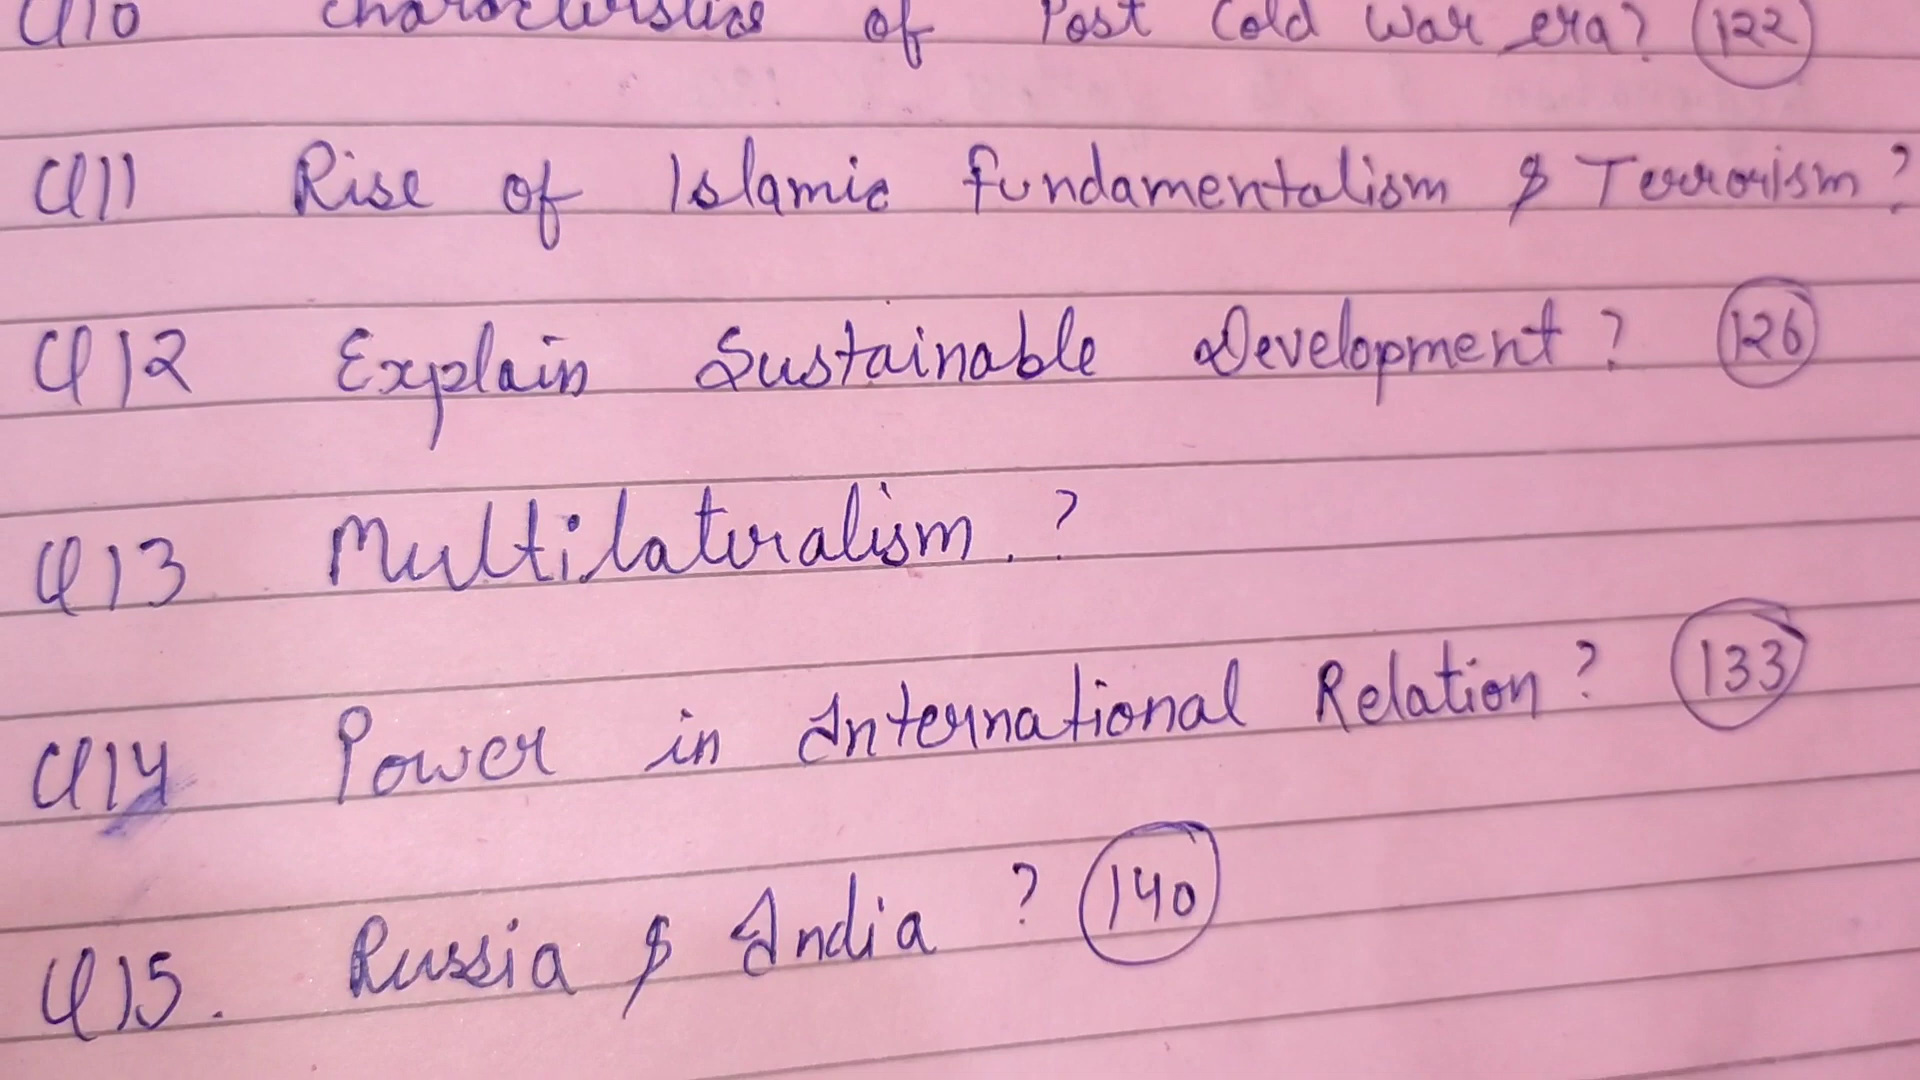 Q10 Characteristics of Post Cold War era? 122
Q11 Rise of Islamic fundamentalism & Terrorism?
Q12 Explain Sustainable Development? 126
Q13 Multilateralism.?
Q14 Power in International Relation? 133
Q15. Russia & India? 140